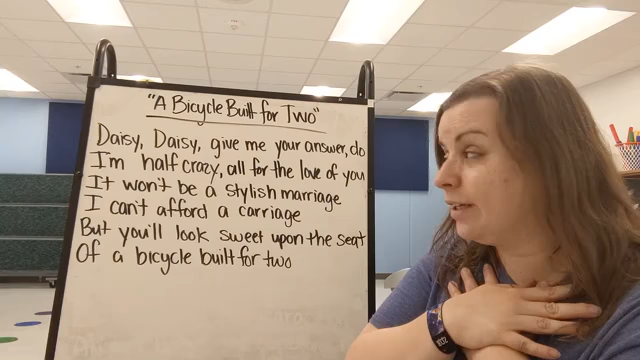 "A Bicycle Built for Two"
Daisy, Daisy, give me your answer, do
I'm half crazy, all for the love of you
It won't be a stylish marriage
I can't afford a carriage
But you'll look sweet upon the seat
Of a bicycle built for two